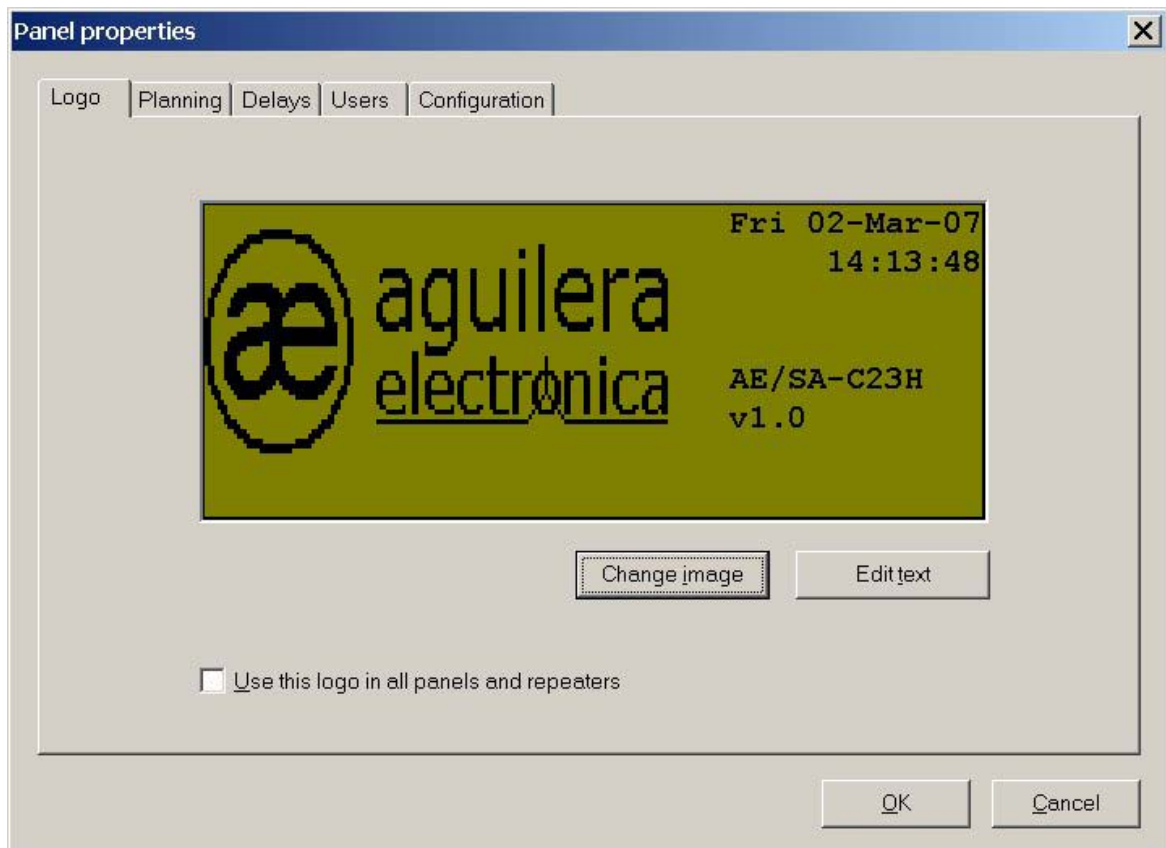 Panel properties
Logo Planning Delays Users Configuration
Fri 02-Mar-07
14:13:48
æ aguilera
electrónica
AE/SA-C23H
v1.0
Change image Edit text
Use this logo in all panels and repeaters
OK Cancel